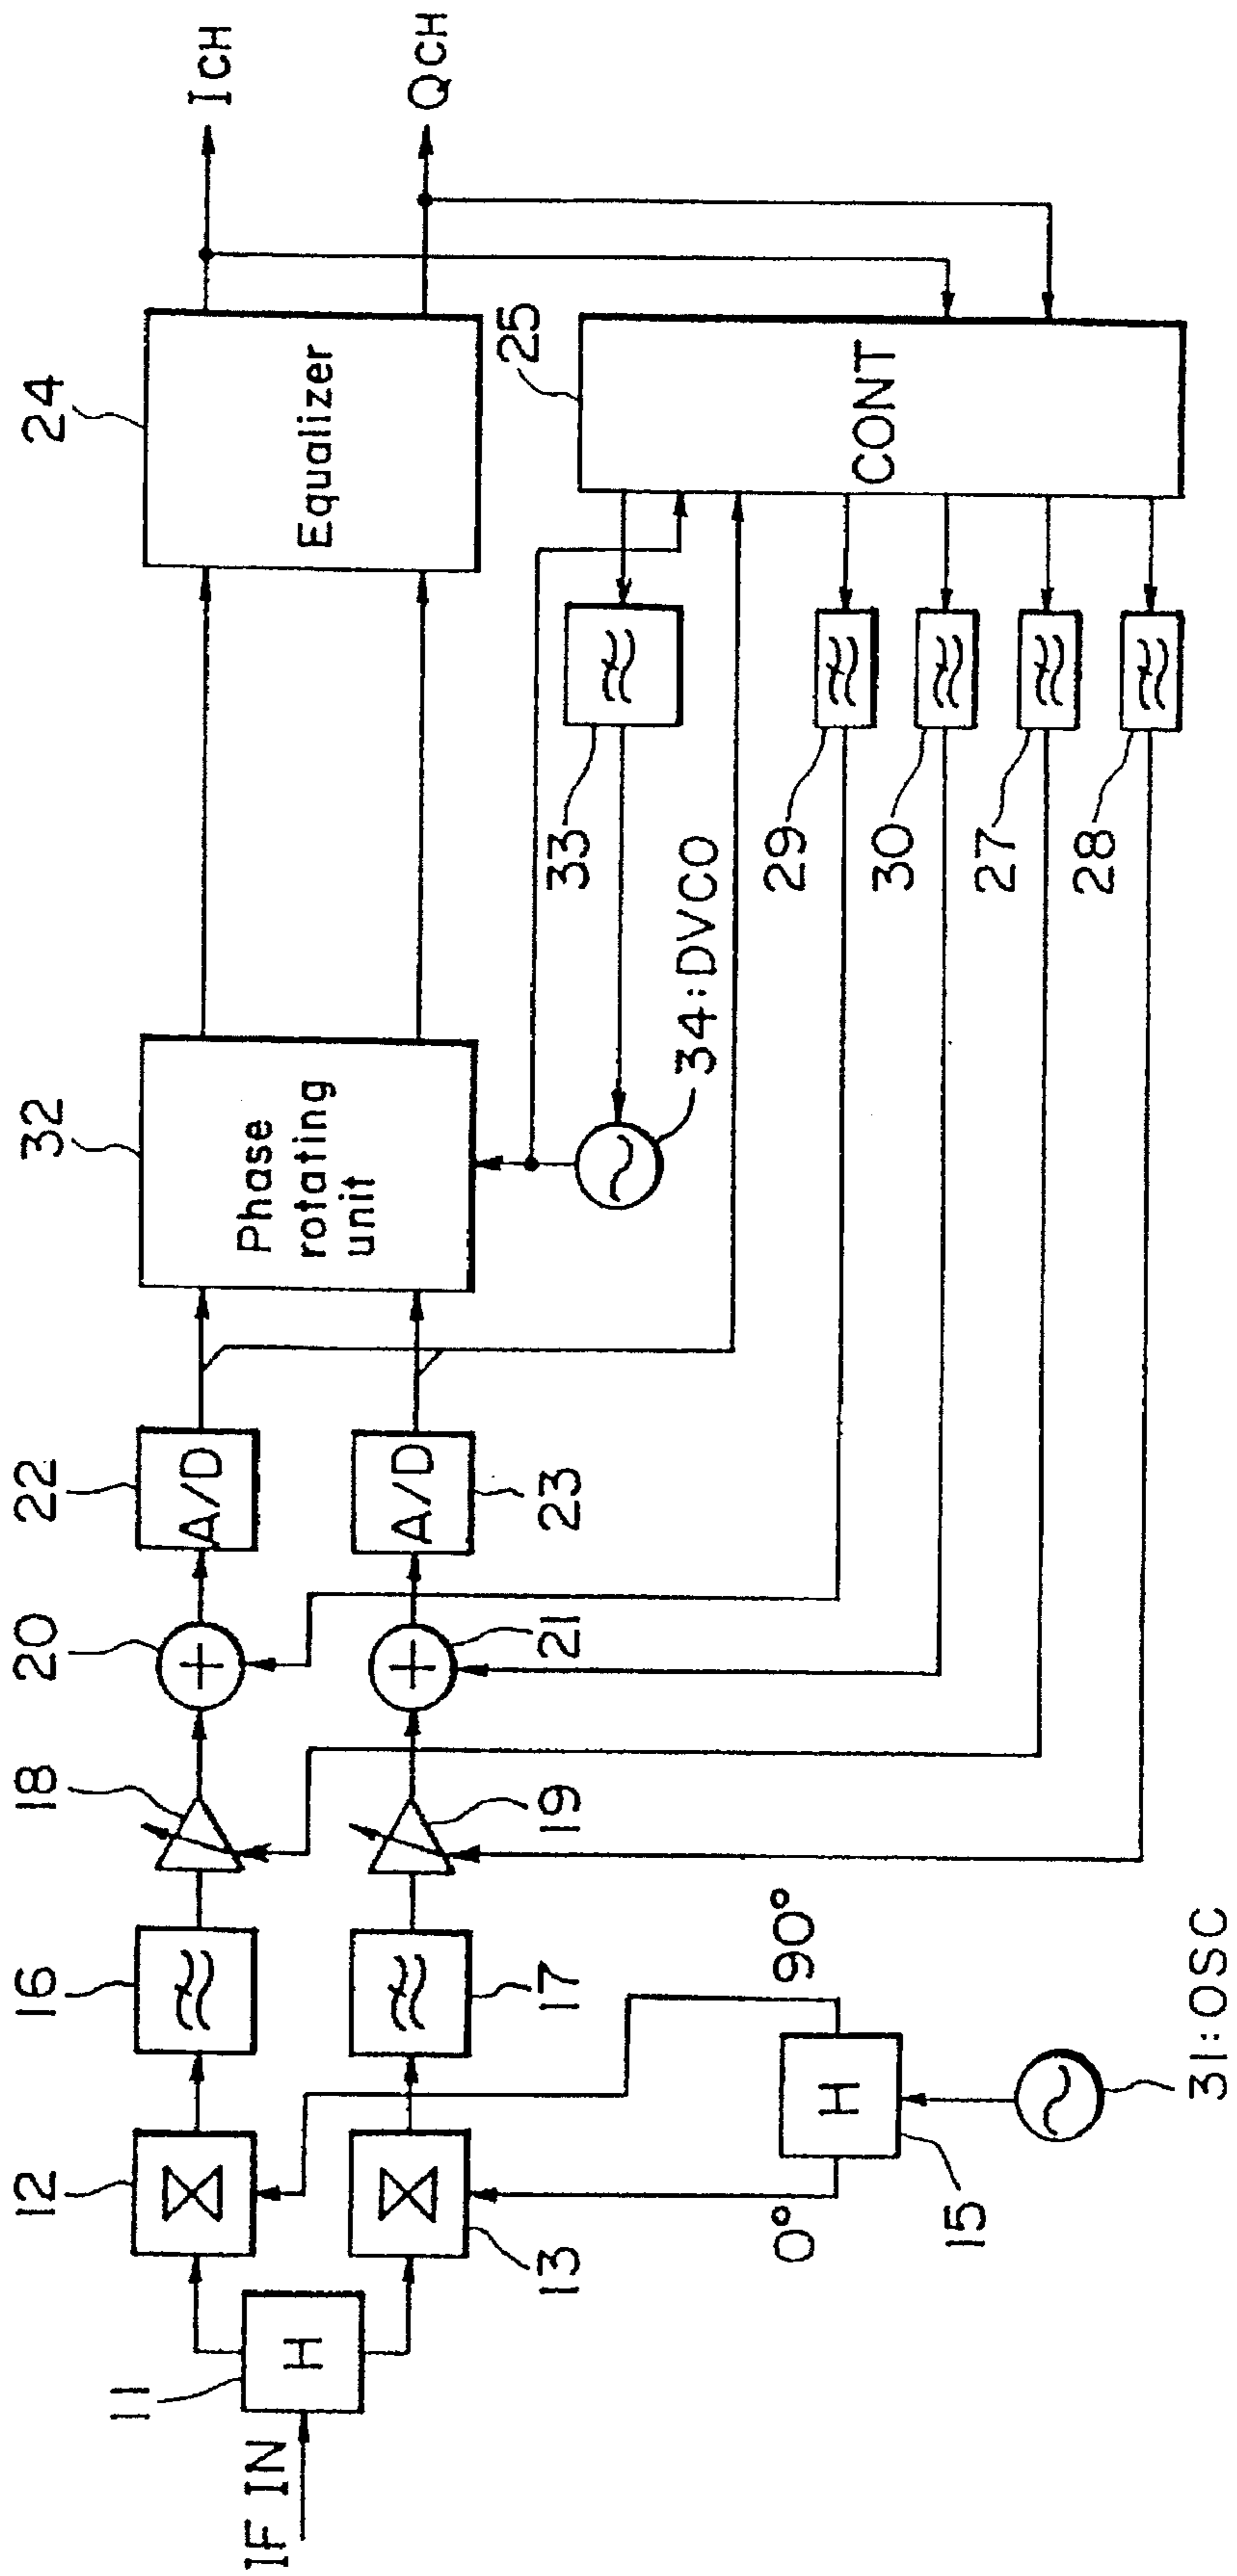 IF IN
11
H
12
13
16
17
18
19
20
21
22
A/D
A/D
23
32
Phase
rotating
unit
24
Equalizer
ICH
QCH
25
CONT
33
34:DVCO
29
30
27
28
0°
90°
H
15
31:OSC